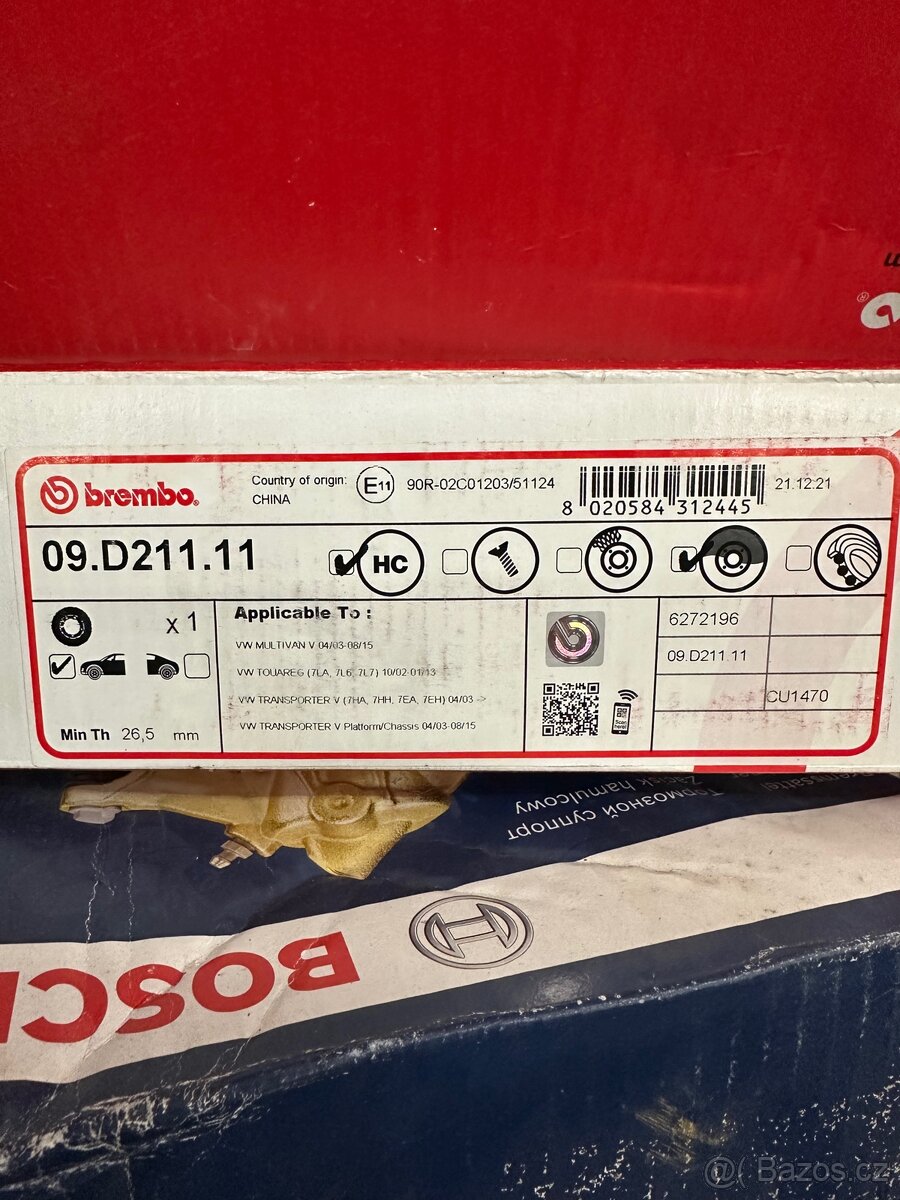 brembo.
Country of origin:
CHINA
E11
90R-02C01203/51124
8 020584 312445
21.12.21
09.D211.11
HC
x 1
Min Th 26,5 mm
Applicable To :
VW MULTIVAN V 04/03-08/15
VW TOUAREG (7LA, 7L6, 7L7) 10/02-01/13
VW TRANSPORTER V (7HA, 7HH, 7EA, 7EH) 04/03 ->
VW TRANSPORTER V Platform/Chassis 04/03-08/15
Scan
here!
6272196
09.D211.11
CU1470
Тормозной суппорт
Zacisk hamulcowy
BOSCH
@( Bazos.cz